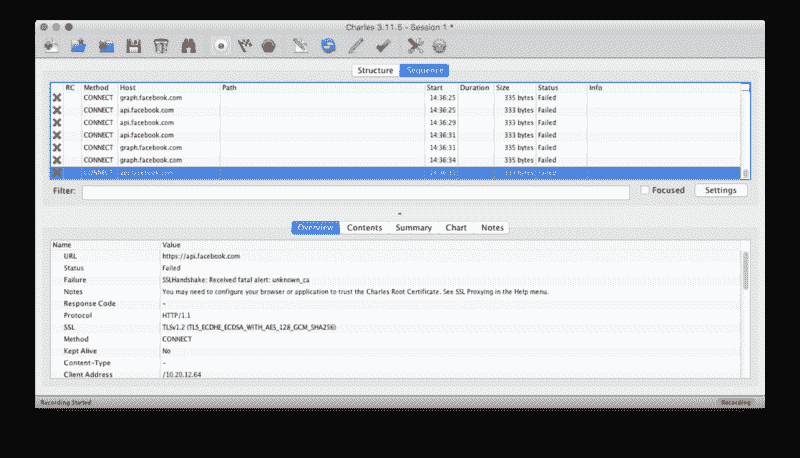 Charles 3.11.5 - Session 1 *
Structure Sequence
RC Method Host Path Start Duration Size Status Info
CONNECT graph.facebook.com 14:36:25 335 bytes Failed
CONNECT api.facebook.com 14:36:25 333 bytes Failed
CONNECT api.facebook.com 14:36:29 333 bytes Failed
CONNECT api.facebook.com 14:36:31 333 bytes Failed
CONNECT graph.facebook.com 14:36:31 335 bytes Failed
CONNECT graph.facebook.com 14:36:34 335 bytes Failed
CONNECT api.facebook.com 333 bytes Failed
Filter: Focused Settings
Overview Contents Summary Chart Notes
Name Value
URL https://api.facebook.com
Status Failed
Failure SSLHandshake: Received fatal alert: unknown_ca
Notes You may need to configure your browser or application to trust the Charles Root Certificate. See SSL Proxying in the Help menu.
Response Code -
Protocol HTTP/1.1
SSL TLSv1.2 (TLS_ECDHE_ECDSA_WITH_AES_128_GCM_SHA256)
Method CONNECT
Kept Alive No
Content-Type -
Client Address /10.20.12.64
Recording Started Recording